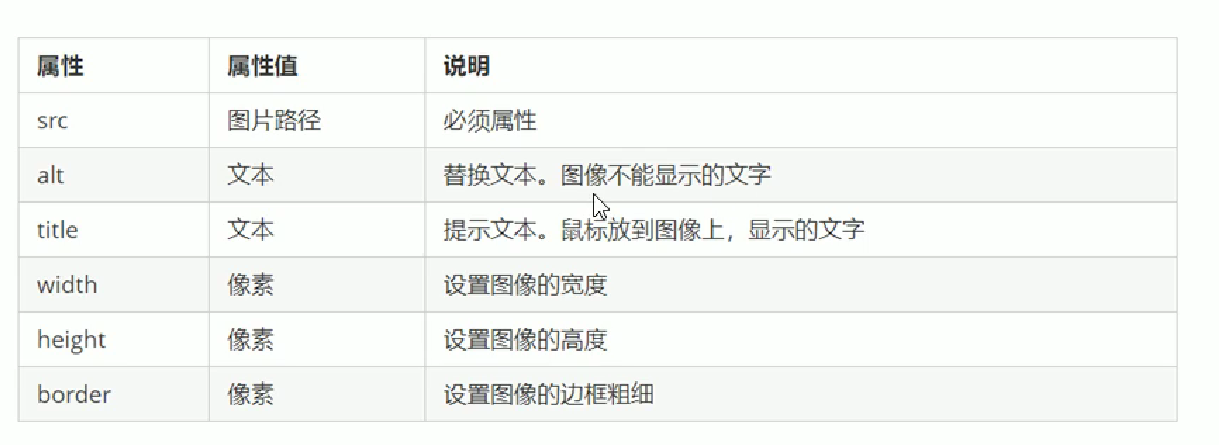 属性 属性值 说明
src 图片路径 必须属性
alt 文本 替换文本。图像不能显示的文字
title 文本 提示文本。鼠标放到图像上，显示的文字
width 像素 设置图像的宽度
height 像素 设置图像的高度
border 像素 设置图像的边框粗细